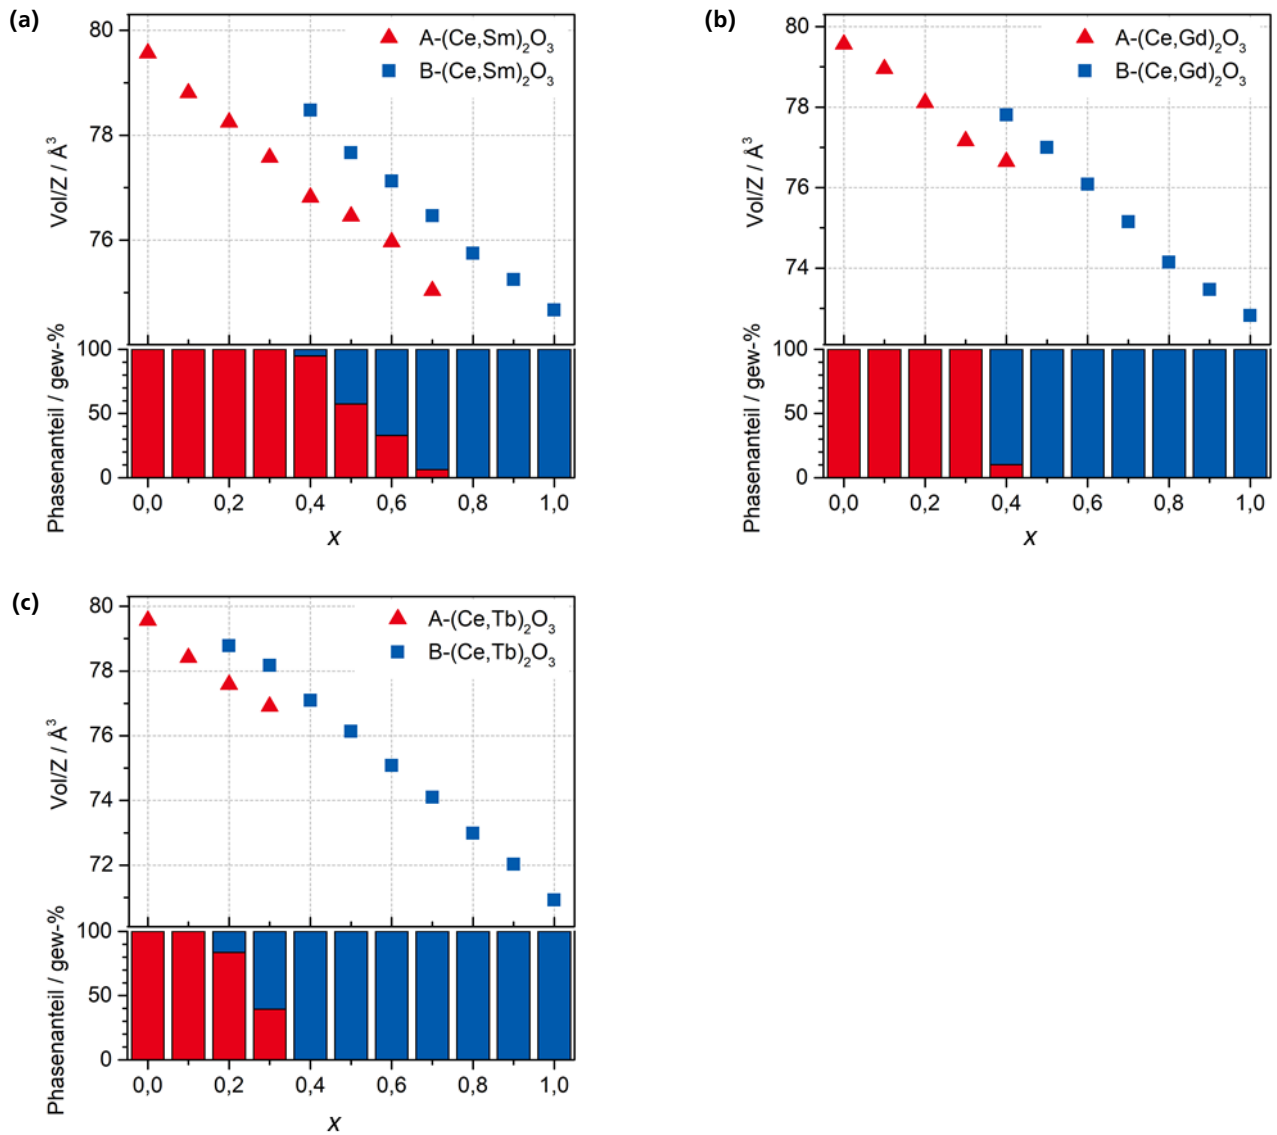 (a)
A-(Ce,Sm)₂O₃
B-(Ce,Sm)₂O₃
Vol/Z / Å³
80
78
76
Phasenanteil / gew-%
100
50
0
0,0 0,2 0,4 0,6 0,8 1,0
x
(b)
A-(Ce,Gd)₂O₃
B-(Ce,Gd)₂O₃
Vol/Z / Å³
80
78
76
74
Phasenanteil / gew-%
100
50
0
0,0 0,2 0,4 0,6 0,8 1,0
x
(c)
A-(Ce,Tb)₂O₃
B-(Ce,Tb)₂O₃
Vol/Z / Å³
80
78
76
74
72
Phasenanteil / gew-%
100
50
0
0,0 0,2 0,4 0,6 0,8 1,0
x